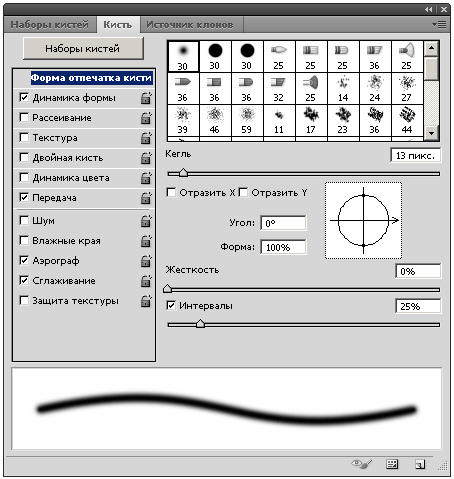 Наборы кистей Кисть Источник клонов
Наборы кистей
Форма отпечатка кисти
Динамика формы
Рассеивание
Текстура
Двойная кисть
Динамика цвета
Передача
Шум
Влажные края
Аэрограф
Сглаживание
Защита текстуры
30 30 30 25 25 25 36 25
36 36 36 32 25 14 24 27
39 46 59 11 17 23 36 44
Кегль 13 пикс.
Отразить X Отразить Y
Угол: 0°
Форма: 100%
Жесткость 0%
Интервалы 25%